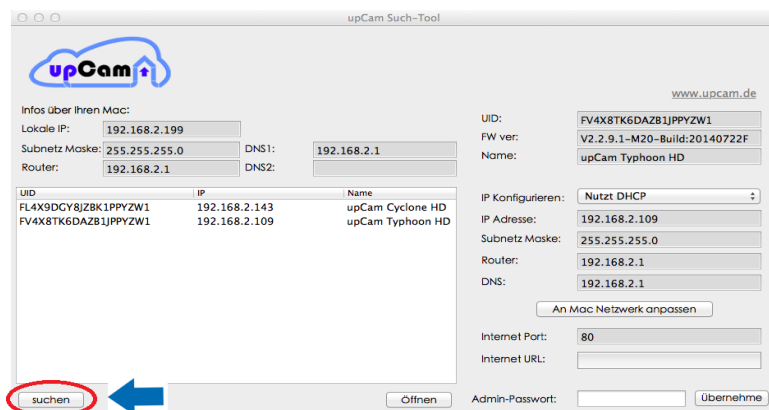 upCam Such-Tool
upCam
www.upcam.de
Infos über Ihren Mac:
Lokale IP: 192.168.2.199
Subnetz Maske: 255.255.255.0 DNS1: 192.168.2.1
Router: 192.168.2.1 DNS2:
UID IP Name
FL4X9DGY8JZBK1PPYZW1 192.168.2.143 upCam Cyclone HD
FV4X8TK6DAZB1JPPYZW1 192.168.2.109 upCam Typhoon HD
suchen
Öffnen
UID: FV4X8TK6DAZB1JPPYZW1
FW ver: V2.2.9.1-M20-Build:20140722F
Name: upCam Typhoon HD
IP Konfigurieren: Nutzt DHCP
IP Adresse: 192.168.2.109
Subnetz Maske: 255.255.255.0
Router: 192.168.2.1
DNS: 192.168.2.1
An Mac Netzwerk anpassen
Internet Port: 80
Internet URL:
Admin-Passwort: übernehme